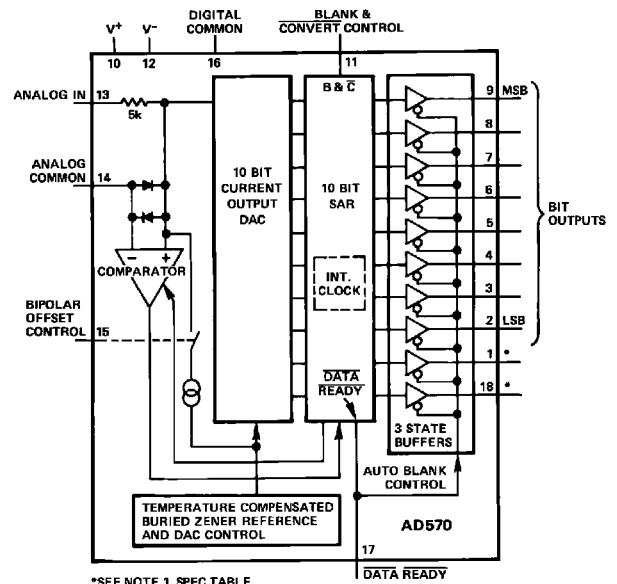 DIGITAL
COMMON
BLANK &
CONVERT CONTROL
V+
V-
10
12
16
11
ANALOG IN
13
5k
ANALOG
COMMON
14
- +
COMPARATOR
BIPOLAR
OFFSET
CONTROL
15
10 BIT
CURRENT
OUTPUT
DAC
B & C
10 BIT
SAR
INT.
CLOCK
DATA
READY
9 MSB
8
7
6
5
4
3
2 LSB
1 *
18 *
BIT
OUTPUTS
3 STATE
BUFFERS
AUTO BLANK
CONTROL
TEMPERATURE COMPENSATED
BURIED ZENER REFERENCE
AND DAC CONTROL
AD570
17
DATA READY
*SEE NOTE 1, SPEC TABLE